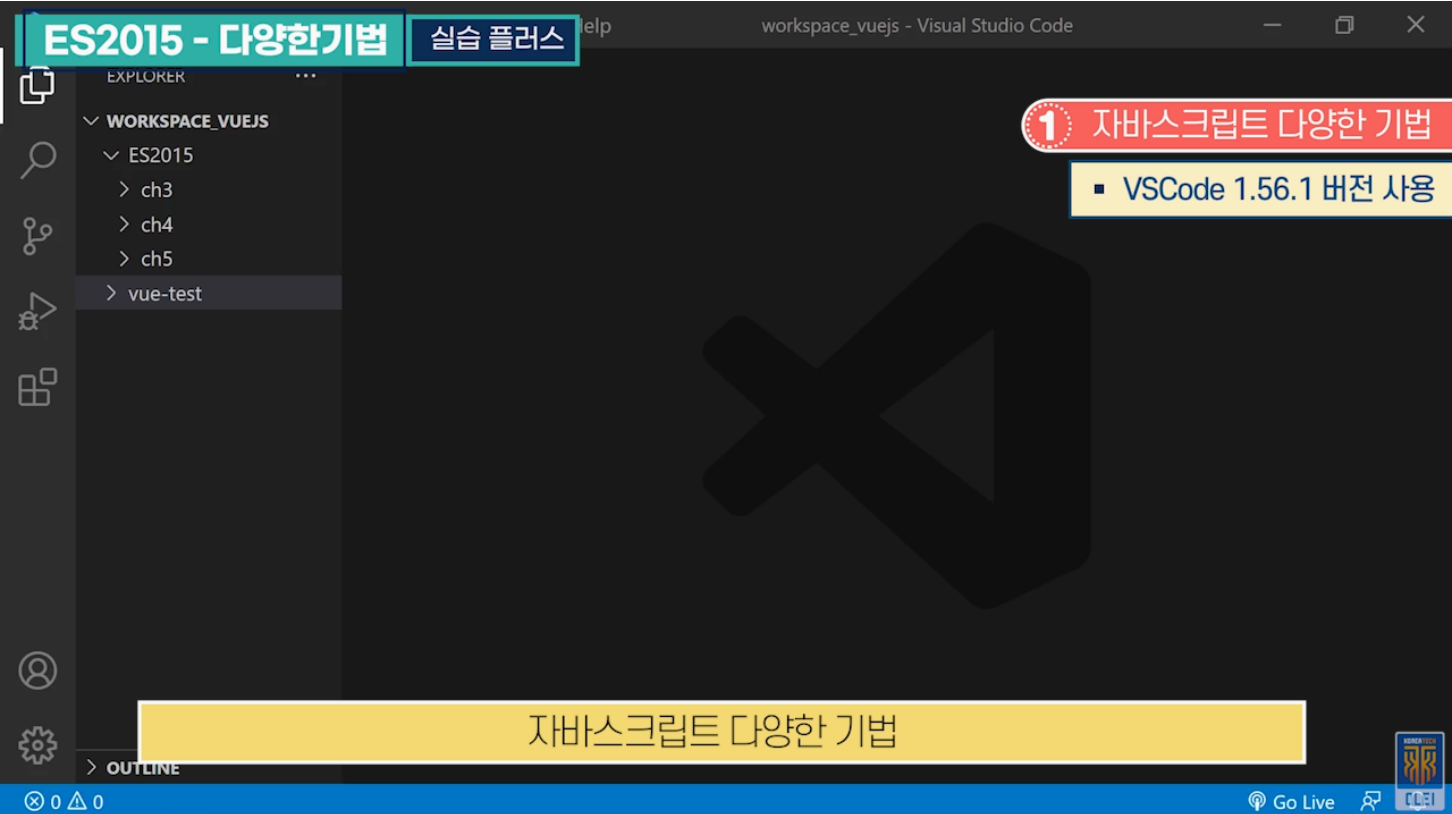 ES2015 - 다양한기법
실습 플러스
elp
workspace_vuejs - Visual Studio Code
EXPLORER
WORKSPACE_VUEJS
ES2015
ch3
ch4
ch5
vue-test
1 자바스크립트 다양한 기법
▪ VSCode 1.56.1 버전 사용
자바스크립트 다양한 기법
OUTLINE
0 0
Go Live
KOREATECH